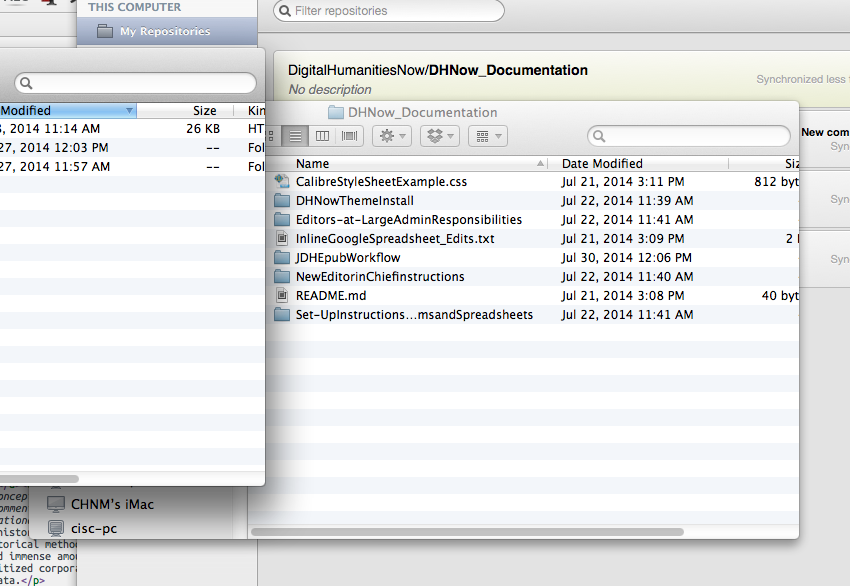 THIS COMPUTER
My Repositories
Filter repositories
DigitalHumanitiesNow/DHNow_Documentation
No description
Synchronized less
DHNow_Documentation
New com
Syn
Syn
Syn
Modified Size Kin
, 2014 11:14 AM 26 KB HT
27, 2014 12:03 PM -- Fol
27, 2014 11:57 AM -- Fol
Name Date Modified Siz
CalibreStyleSheetExample.css Jul 21, 2014 3:11 PM 812 byt
DHNowThemeInstall Jul 22, 2014 11:39 AM
Editors-at-LargeAdminResponsibilities Jul 22, 2014 11:41 AM
InlineGoogleSpreadsheet_Edits.txt Jul 21, 2014 3:09 PM 2
JDHEpubWorkflow Jul 30, 2014 12:06 PM
NewEditorinChiefinstructions Jul 22, 2014 11:40 AM
README.md Jul 21, 2014 3:08 PM 40 byt
Set-UpInstructions...msandSpreadsheets Jul 22, 2014 11:41 AM
CHNM's iMac
cisc-pc
oncep
ommen
ation
histo
torical metho
d immense amou
itized corpora
ata.</p>